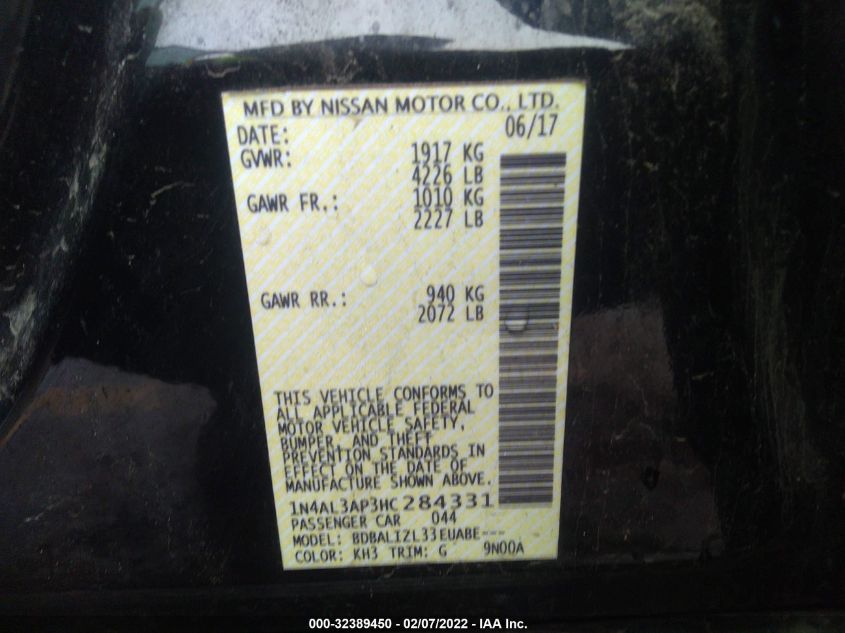 MFD BY NISSAN MOTOR CO., LTD.
DATE: 06/17
GVWR: 1917 KG
4226 LB
GAWR FR.: 1010 KG
2227 LB
GAWR RR.: 940 KG
2072 LB
THIS VEHICLE CONFORMS TO
ALL APPLICABLE FEDERAL
MOTOR VEHICLE SAFETY,
BUMPER, AND THEFT
PREVENTION STANDARDS IN
EFFECT ON THE DATE OF
MANUFACTURE SHOWN ABOVE.
1N4AL3AP3HC284331
PASSENGER CAR 044
MODEL: BDBALIZL33EUABE---
COLOR: KH3 TRIM: G 9N00A
000-32389450 - 02/07/2022 - IAA Inc.